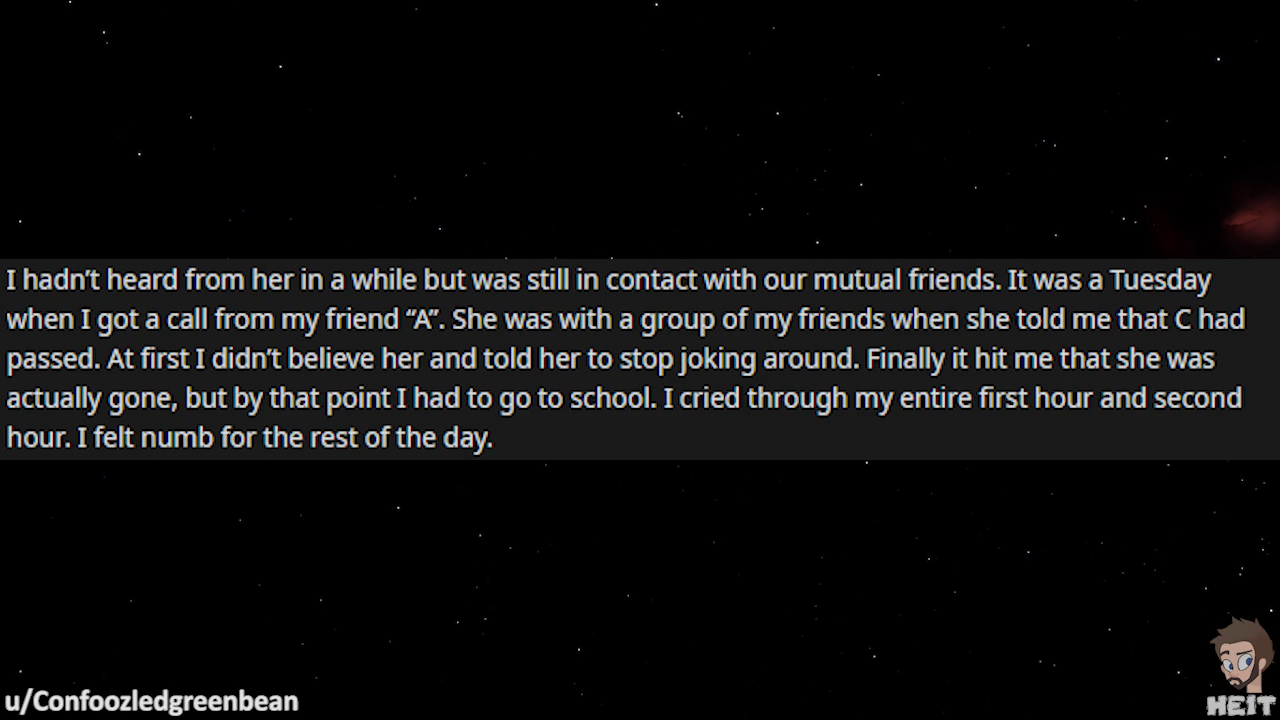 I hadn’t heard from her in a while but was still in contact with our mutual friends. It was a Tuesday
when I got a call from my friend “A”. She was with a group of my friends when she told me that C had
passed. At first I didn’t believe her and told her to stop joking around. Finally it hit me that she was
actually gone, but by that point I had to go to school. I cried through my entire first hour and second
hour. I felt numb for the rest of the day.
u/Confoozledgreenbean
HEIT